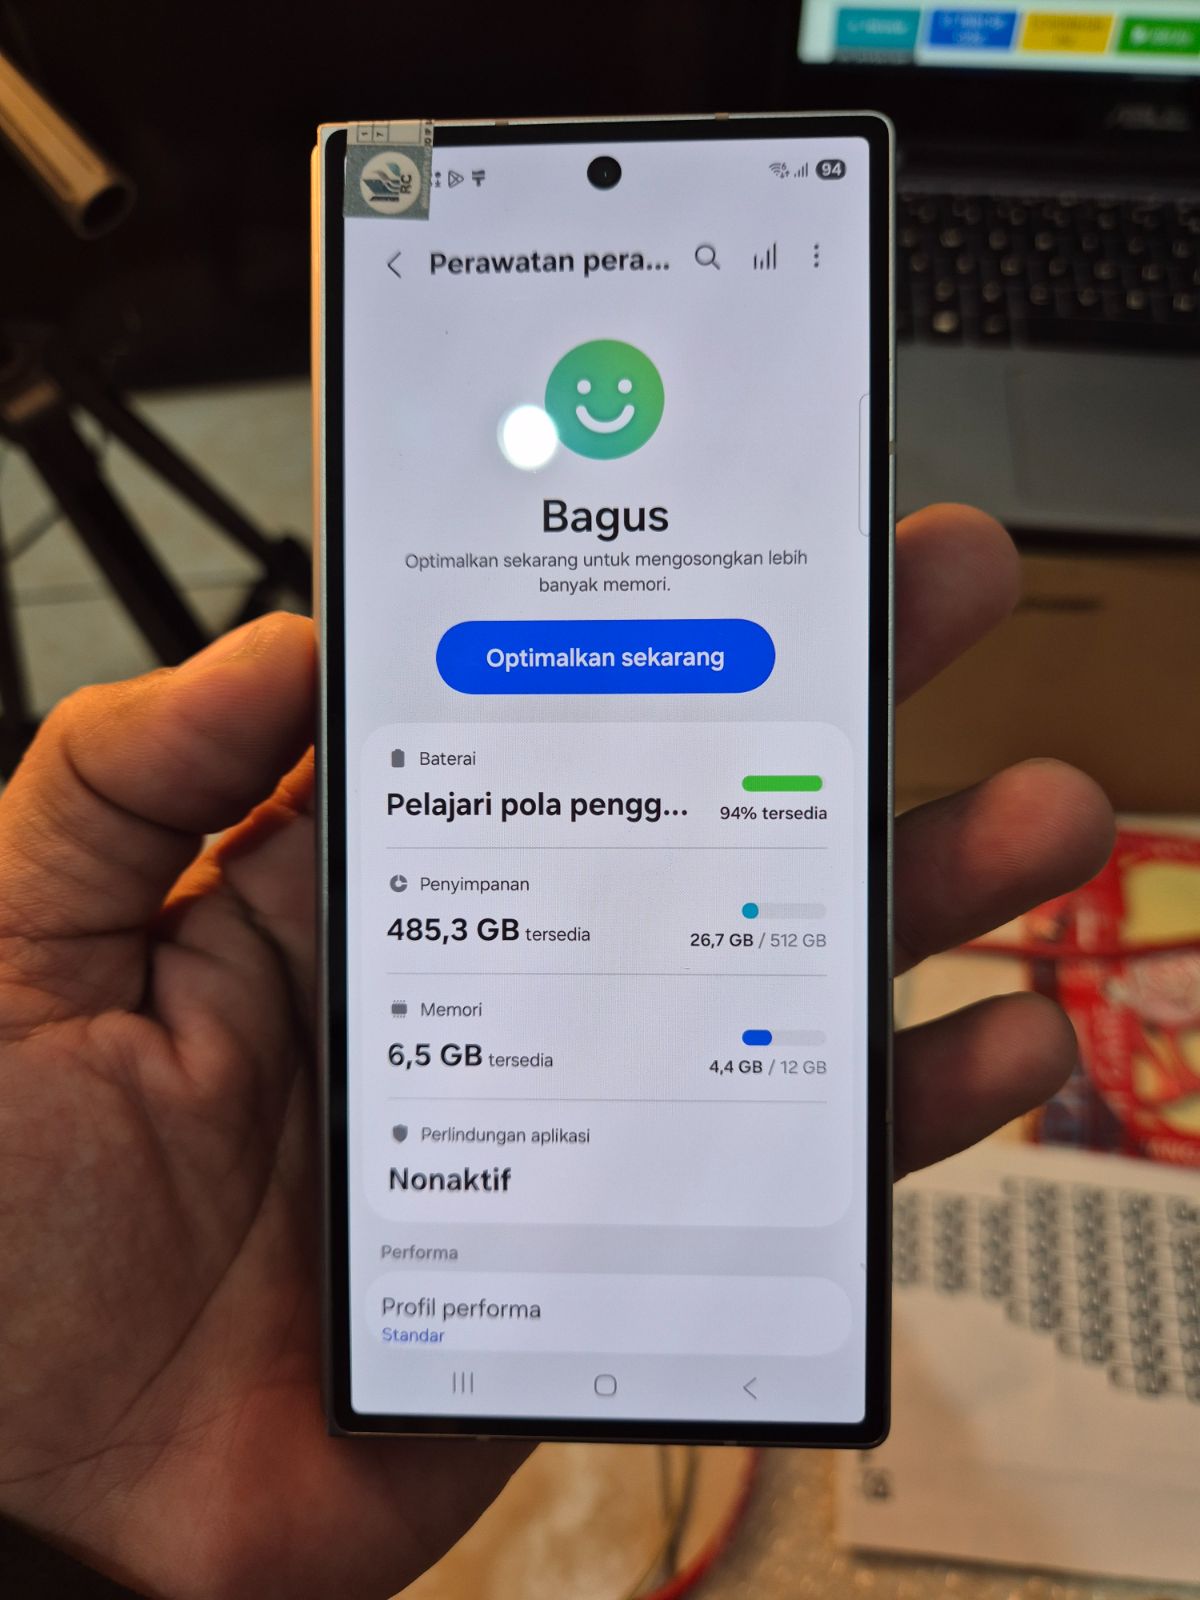 RC
94
Perawatan pera...
Bagus
Optimalkan sekarang untuk mengosongkan lebih
banyak memori.
Optimalkan sekarang
Baterai
Pelajari pola pengg...
94% tersedia
Penyimpanan
485,3 GB tersedia
26,7 GB / 512 GB
Memori
6,5 GB tersedia
4,4 GB / 12 GB
Perlindungan aplikasi
Nonaktif
Performa
Profil performa
Standar